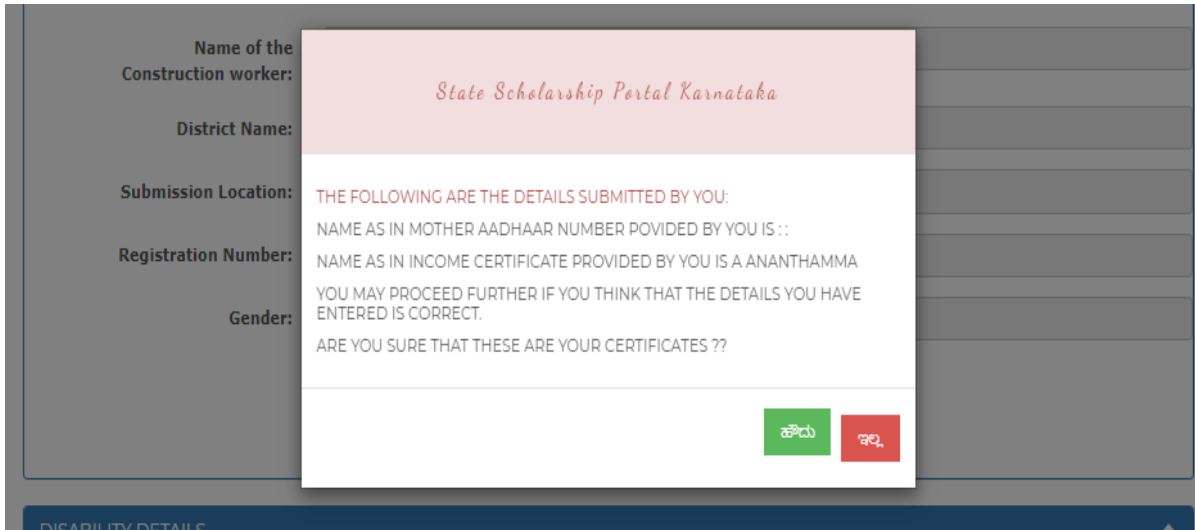 Name of the
Construction worker:
District Name:
Submission Location:
Registration Number:
Gender:
State Scholarship Portal Karnataka
THE FOLLOWING ARE THE DETAILS SUBMITTED BY YOU:
NAME AS IN MOTHER AADHAAR NUMBER POVIDED BY YOU IS : :
NAME AS IN INCOME CERTIFICATE PROVIDED BY YOU IS A ANANTHAMMA
YOU MAY PROCEED FURTHER IF YOU THINK THAT THE DETAILS YOU HAVE
ENTERED IS CORRECT.
ARE YOU SURE THAT THESE ARE YOUR CERTIFICATES ??
ಹೌದು
ಇಲ್ಲ
DISABILITY DETAILS